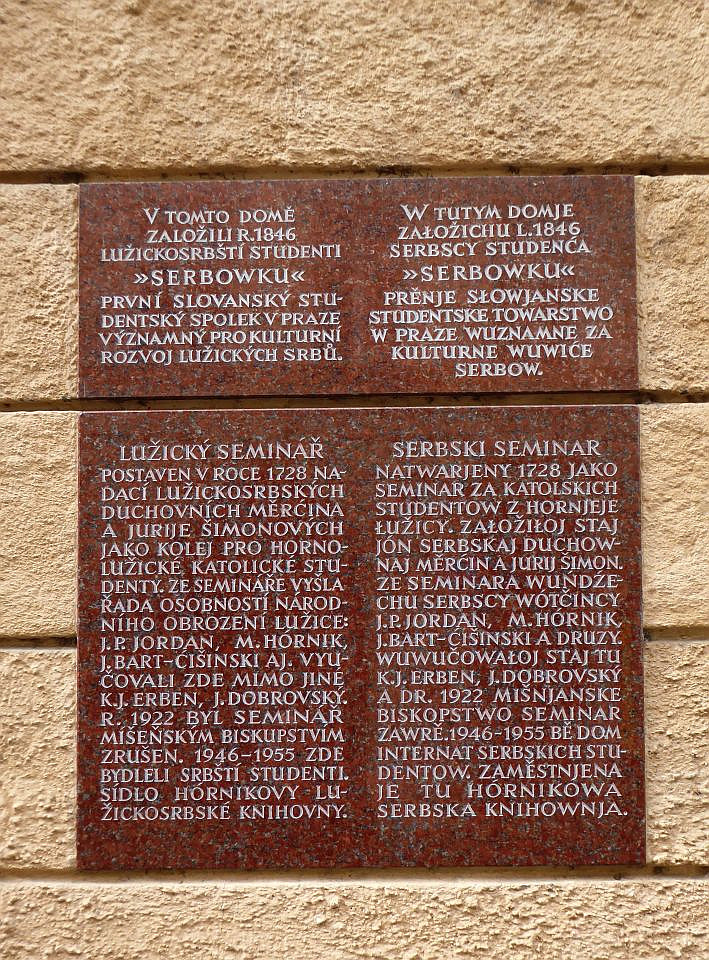 V TOMTO DOMĚ
ZALOŽILI R.1846
LUŽICKOSRBŠTÍ STUDENTI
»SERBOWKU«
PRVNÍ SLOVANSKÝ STU-
DENTSKÝ SPOLEK V PRAZE
VÝZNAMNÝ PRO KULTURNÍ
ROZVOJ LUŽICKÝCH SRBŮ.
W TUTYM DOMJE
ZAŁOŽICHU L.1846
SERBSCY STUDENĆA
»SERBOWKU«
PRĚNJE SŁOWJANSKE
STUDENTSKE TOWARSTWO
W PRAZE WUZNAMNE ZA
KULTURNE WUWIĆE
SERBOW.
LUŽICKÝ SEMINÁŘ
POSTAVEN V ROCE 1728 NA-
DACÍ LUŽICKOSRBSKÝCH
DUCHOVNÍCH MĚRĆINA
A JURIJE ŠIMONOVÝCH
JAKO KOLEJ PRO HORNO-
LUŽICKÉ KATOLICKÉ STU-
DENTY. ZE SEMINÁŘE VYŠLA
ŘADA OSOBNOSTÍ NÁROD-
NÍHO OBROZENÍ LUŽICE:
J.P.JORDAN, M.HÓRNIK,
J.BART-ĆIŠINSKI AJ. VYU-
ČOVALI ZDE MIMO JINÉ
K.J.ERBEN, J.DOBROVSKÝ.
R. 1922 BYL SEMINÁŘ
MÍŠEŇSKÝM BISKUPSTVÍM
ZRUŠEN. 1946-1955 ZDE
BYDLELI SRBŠTÍ STUDENTI.
SÍDLO HÓRNIKOVY LU-
ŽICKOSRBSKÉ KNIHOVNY.
SERBSKI SEMINAR
NATWARJENY 1728 JAKO
SEMINAR ZA KATOLSKICH
STUDENTOW Z HORNJEJE
ŁUŽICY. ZAŁOŽIŁOJ STAJ
JÓN SERBSKAJ DUCHOW-
NAJ MĚRĆIN A JURIJ ŠIMON.
ZE SEMINARA WUŃDŹE-
CHU SERBSCY WÓTČINCY
J.P.JORDAN, M.HÓRNIK,
J.BART-ĆIŠINSKI A DRUZY.
WUWUČOWAŁOJ STAJ TU
K.J.ERBEN, J.DOBROVSKÝ
A DR. 1922 MIŠNJANSKE
BISKOPSTWO SEMINAR
ZAWRĚ.1946-1955 BĚ DOM
INTERNAT SERBSKICH STU-
DENTOW. ZAMĚSTNJENA
JE TU HÓRNIKOWA
SERBSKA KNIHOWNJA.